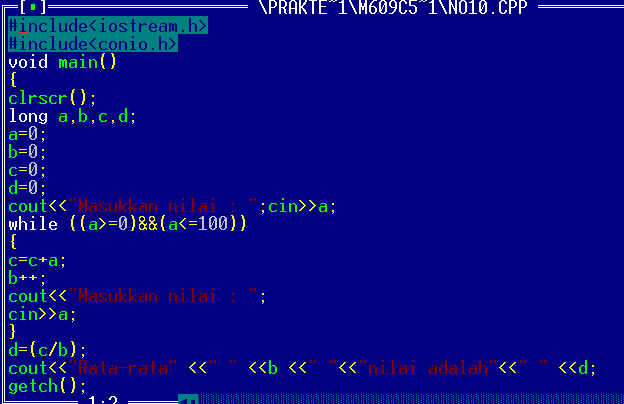 [■] \PRAKTE~1\M609C5~1\NO10.CPP
#include<iostream.h>
#include<conio.h>
void main()
{
clrscr();
long a,b,c,d;
a=0;
b=0;
c=0;
d=0;
cout<<"Masukkan nilai : ";cin>>a;
while ((a>=0)&&(a<=100))
{
c=c+a;
b++;
cout<<"Masukkan nilai : ";
cin>>a;
}
d=(c/b);
cout<<"Rata-rata" <<" " <<b <<" "<<"nilai adalah"<<" " <<d;
getch();
1:2